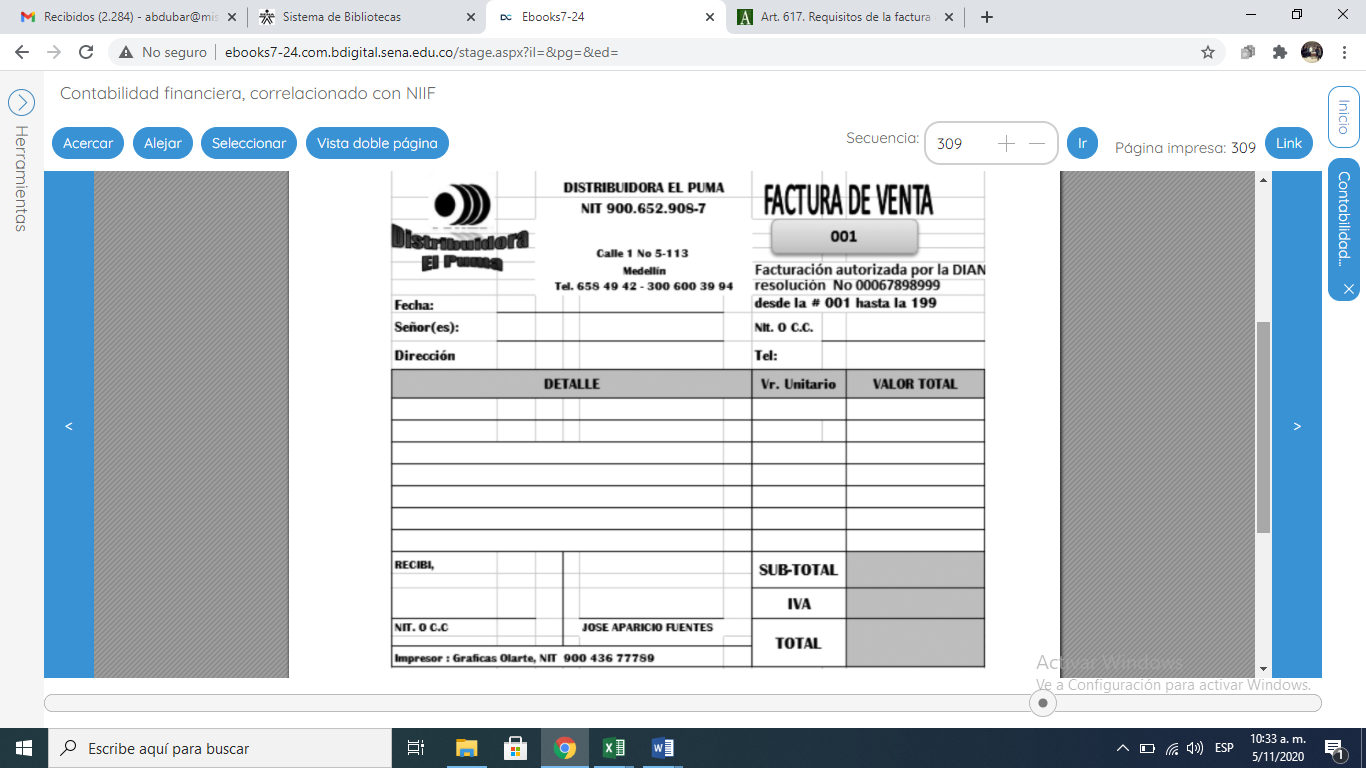 Recibidos (2.284) - abdubar@mis
Sistema de Bibliotecas
Ebooks7-24
Art. 617. Requisitos de la factura
No seguro
ebooks7-24.com.bdigital.sena.edu.co/stage.aspx?il=&pg=&ed=
Herramientas
Contabilidad financiera, correlacionado con NIIF
Acercar
Alejar
Seleccionar
Vista doble página
Secuencia:
309
Ir
Página impresa: 309
Link
Inicio
Contabilidad...
<
>
Distribuidora
El Puma
DISTRIBUIDORA EL PUMA
NIT 900.652.908-7
Calle 1 No 5-113
Medellín
Tel. 658 49 42 - 300 600 39 94
FACTURA DE VENTA
001
Facturación autorizada por la DIAN
resolución No 00067898999
desde la # 001 hasta la 199
Fecha:
Señor(es):
Nit. O C.C.
Dirección
Tel:
DETALLE
Vr. Unitario
VALOR TOTAL
RECIBI,
SUB-TOTAL
IVA
NIT. O C.C
JOSE APARICIO FUENTES
TOTAL
Impresor : Graficas Olarte, NIT 900 436 77789
Activar Windows
Ve a Configuración para activar Windows.
Escribe aquí para buscar
ESP
10:33 a. m.
5/11/2020
1